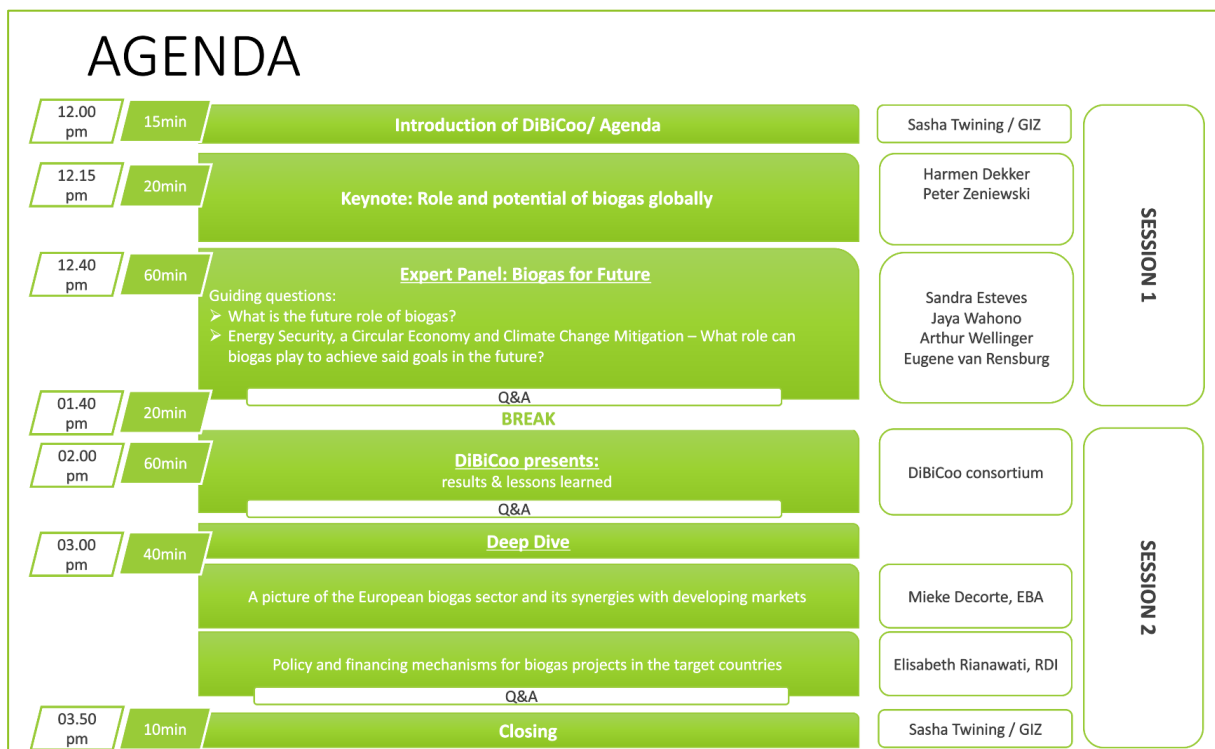 AGENDA
12.00
pm
15min
Introduction of DiBiCoo/ Agenda
Sasha Twining / GIZ
12.15
pm
20min
Keynote: Role and potential of biogas globally
Harmen Dekker
Peter Zeniewski
SESSION 1
12.40
pm
60min
Expert Panel: Biogas for Future
Guiding questions:
➢ What is the future role of biogas?
➢ Energy Security, a Circular Economy and Climate Change Mitigation – What role can
biogas play to achieve said goals in the future?
Q&A
Sandra Esteves
Jaya Wahono
Arthur Wellinger
Eugene van Rensburg
01.40
pm
20min
BREAK
02.00
pm
60min
DiBiCoo presents:
results & lessons learned
Q&A
DiBiCoo consortium
SESSION 2
03.00
pm
40min
Deep Dive
A picture of the European biogas sector and its synergies with developing markets
Mieke Decorte, EBA
Policy and financing mechanisms for biogas projects in the target countries
Q&A
Elisabeth Rianawati, RDI
03.50
pm
10min
Closing
Sasha Twining / GIZ